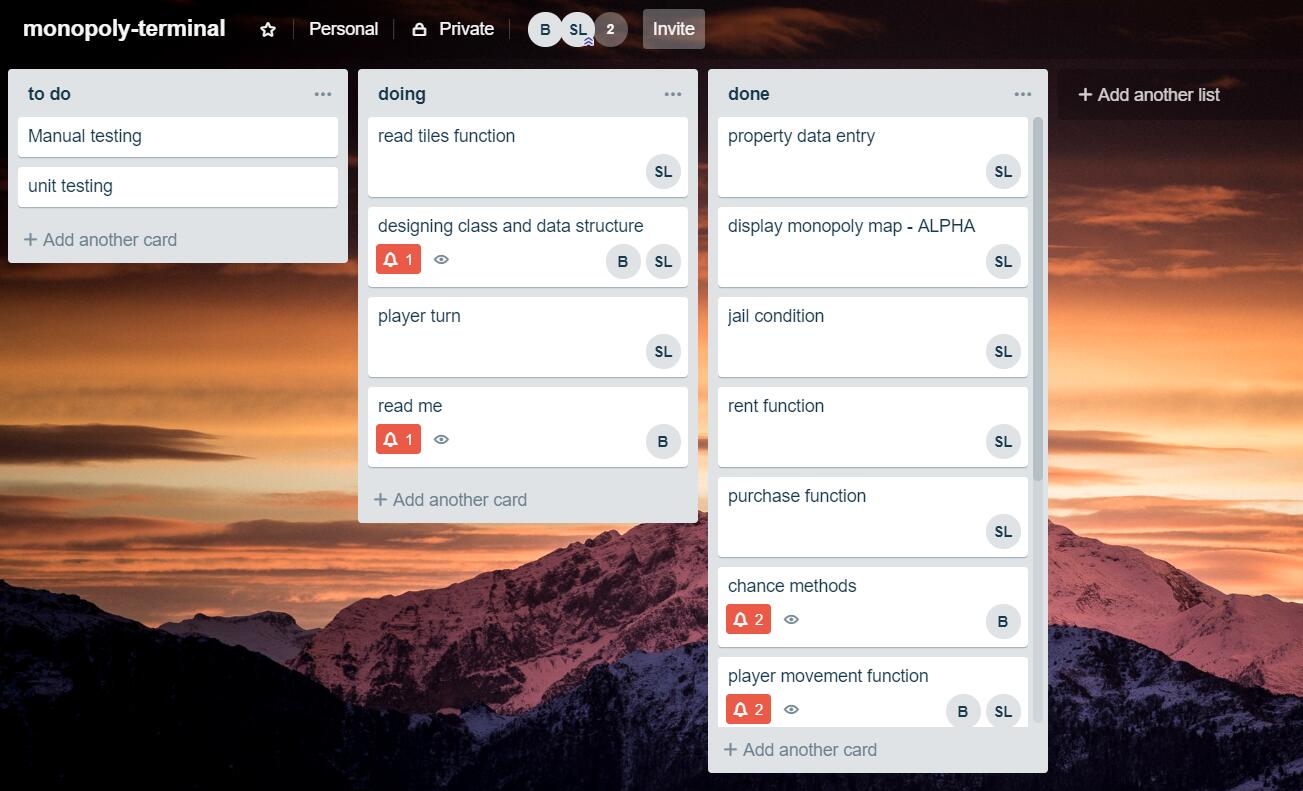 monopoly-terminal
Personal
Private
B
SL
2
Invite
to do
Manual testing
unit testing
+ Add another card
doing
read tiles function
SL
designing class and data structure
1
B
SL
player turn
SL
read me
1
B
+ Add another card
done
property data entry
SL
display monopoly map - ALPHA
SL
jail condition
SL
rent function
SL
purchase function
SL
chance methods
2
B
player movement function
2
B
SL
+ Add another card
+ Add another list